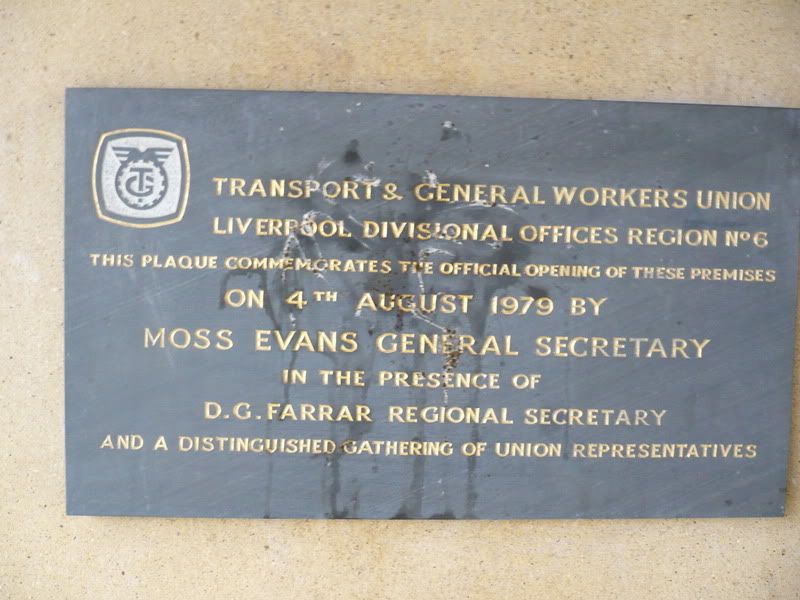 TRANSPORT & GENERAL WORKERS UNION
LIVERPOOL DIVISIONAL OFFICES REGION Nº6
THIS PLAQUE COMMEMORATES THE OFFICIAL OPENING OF THESE PREMISES
ON 4TH AUGUST 1979 BY
MOSS EVANS GENERAL SECRETARY
IN THE PRESENCE OF
D.G. FARRAR REGIONAL SECRETARY
AND A DISTINGUISHED GATHERING OF UNION REPRESENTATIVES